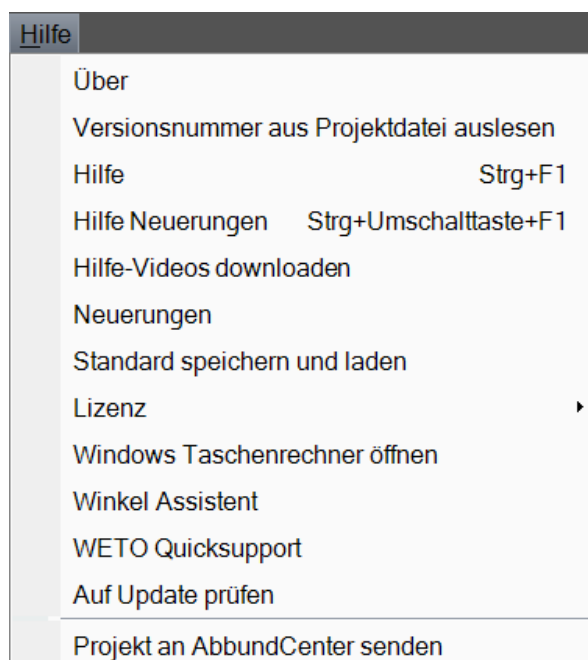 Hilfe
Über
Versionsnummer aus Projektdatei auslesen
Hilfe Strg+F1
Hilfe Neuerungen Strg+Umschalttaste+F1
Hilfe-Videos downloaden
Neuerungen
Standard speichern und laden
Lizenz
Windows Taschenrechner öffnen
Winkel Assistent
WETO Quicksupport
Auf Update prüfen
Projekt an AbbundCenter senden